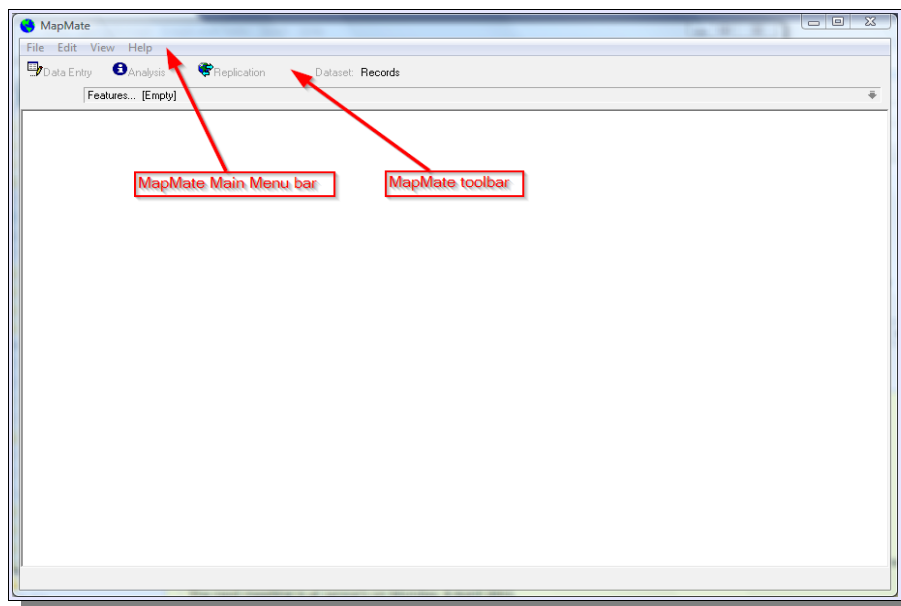 MapMate
File Edit View Help
Data Entry Analysis Replication Dataset: Records
Features... [Empty]
MapMate Main Menu bar MapMate toolbar